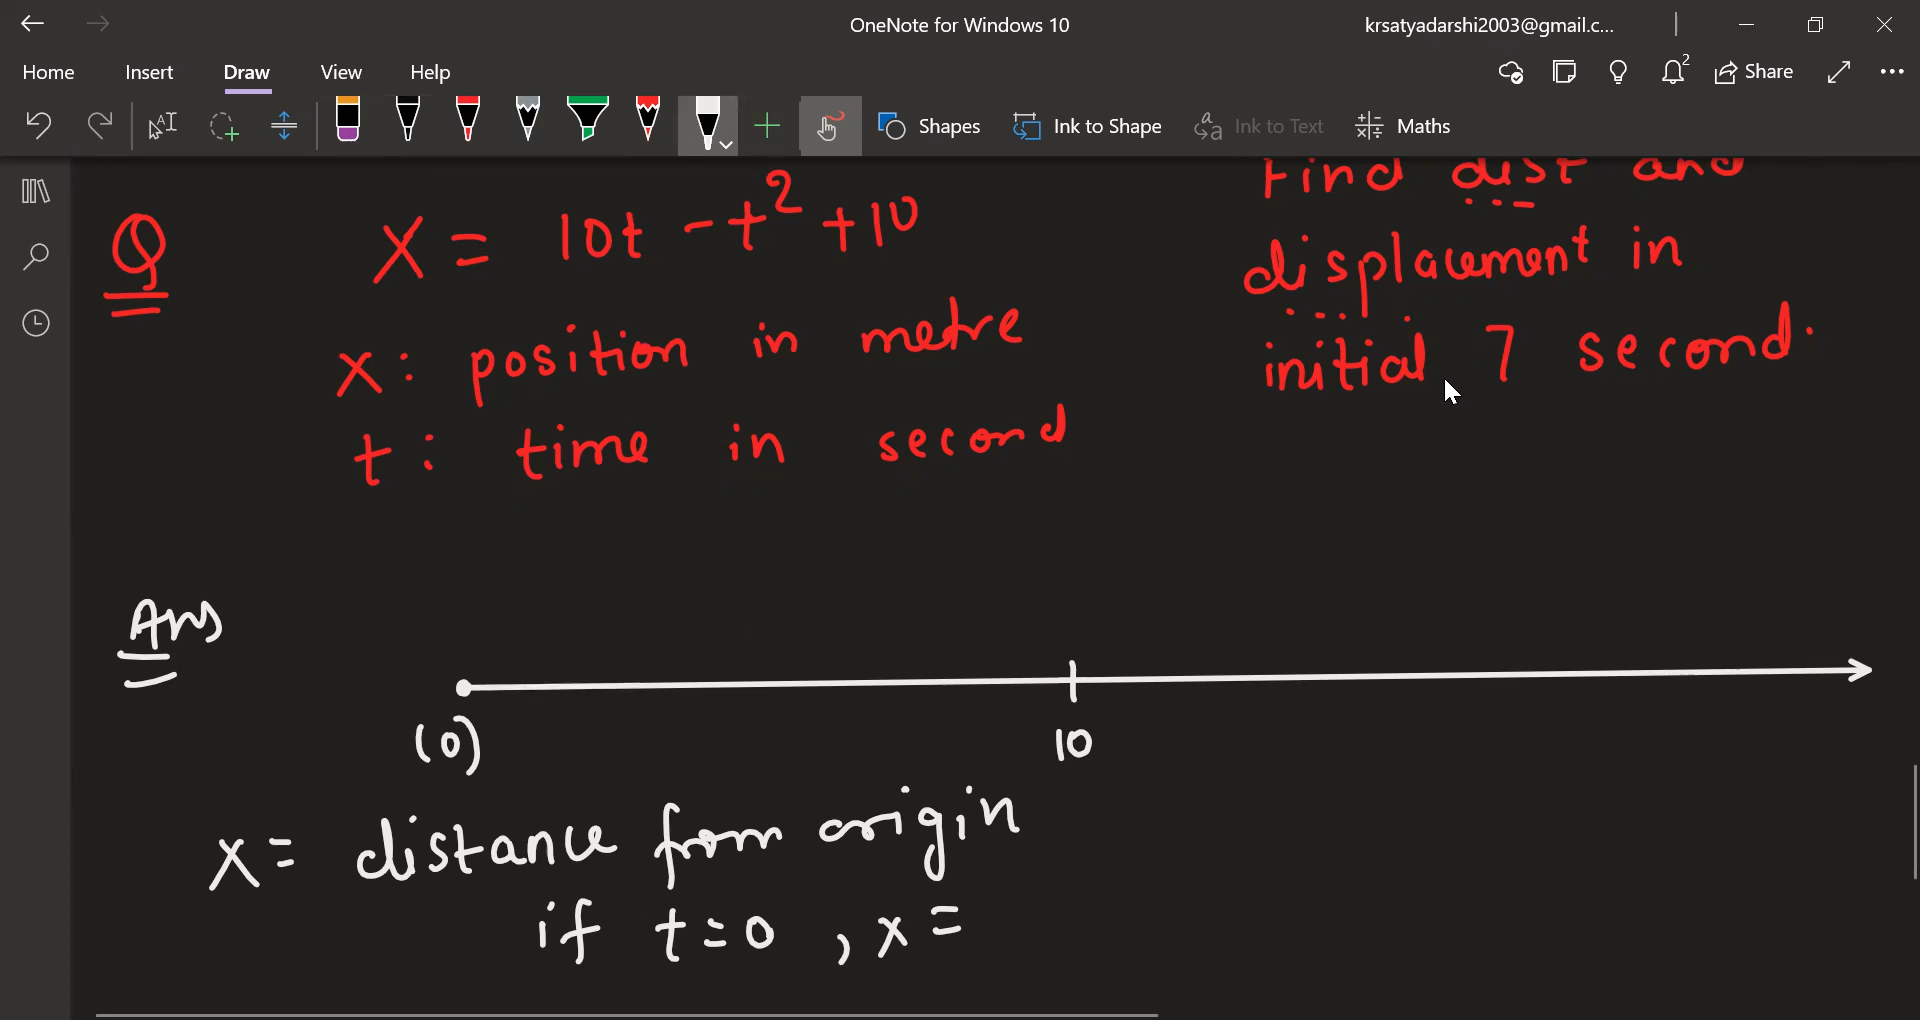 OneNote for Windows 10
krsatyadarshi2003@gmail.c...
Home Insert Draw View Help
2 Share
Shapes Ink to Shape Ink to Text Maths
Q X = 10t - t² + 10
x: position in metre
t: time in second
Find dist and
displacement in
initial 7 second.
Ans
(0) 10
X = distance from origin
if t=0, x =